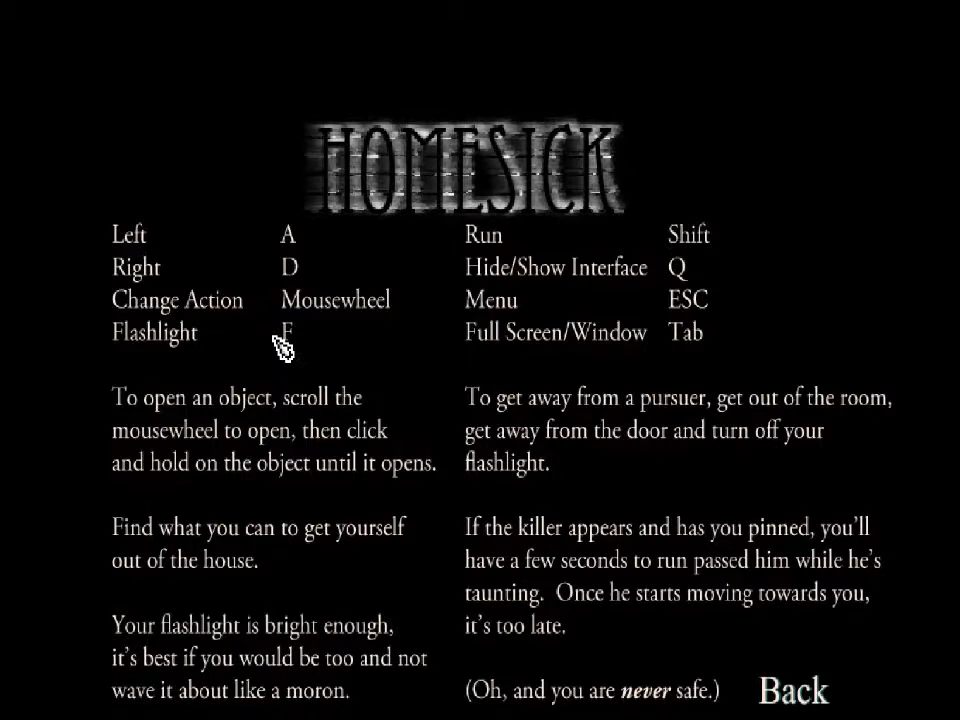 HOMESICK
Left A Run Shift
Right D Hide/Show Interface Q
Change Action Mousewheel Menu ESC
Flashlight F Full Screen/Window Tab
To open an object, scroll the
mousewheel to open, then click
and hold on the object until it opens.
Find what you can to get yourself
out of the house.
Your flashlight is bright enough,
it's best if you would be too and not
wave it about like a moron.
To get away from a pursuer, get out of the room,
get away from the door and turn off your
flashlight.
If the killer appears and has you pinned, you'll
have a few seconds to run passed him while he's
taunting. Once he starts moving towards you,
it's too late.
(Oh, and you are never safe.)
Back